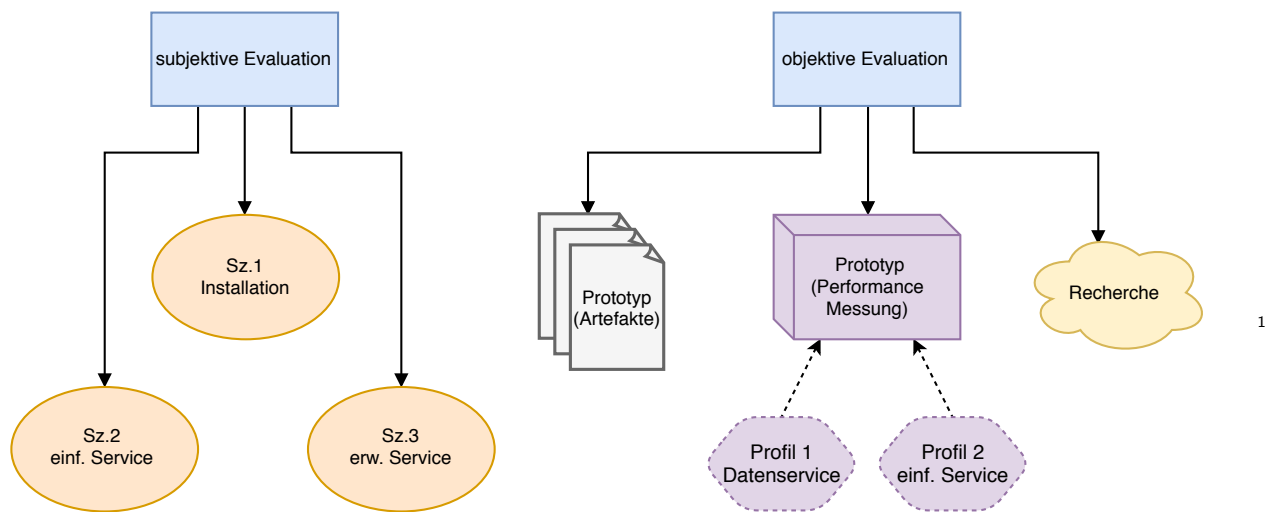 subjektive Evaluation
objektive Evaluation
Sz.1
Installation
Sz.2
einf. Service
Sz.3
erw. Service
Prototyp
(Artefakte)
Prototyp
(Performance
Messung)
Recherche
Profil 1
Datenservice
Profil 2
einf. Service
1